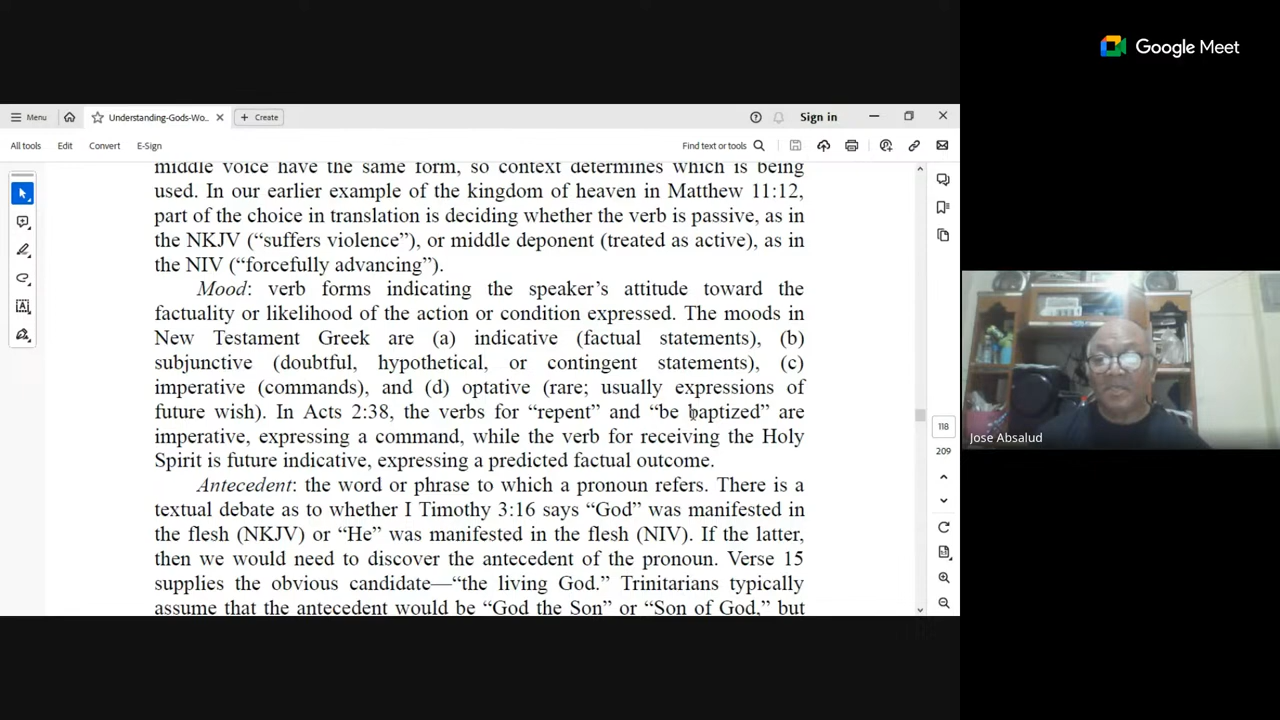 Google Meet
Menu
Understanding-Gods-Wo...
Create
Sign in
All tools
Edit
Convert
E-Sign
Find text or tools
middle voice have the same form, so context determines which is being
used. In our earlier example of the kingdom of heaven in Matthew 11:12,
part of the choice in translation is deciding whether the verb is passive, as in
the NKJV (“suffers violence”), or middle deponent (treated as active), as in
the NIV (“forcefully advancing”).
Mood: verb forms indicating the speaker’s attitude toward the
factuality or likelihood of the action or condition expressed. The moods in
New Testament Greek are (a) indicative (factual statements), (b)
subjunctive (doubtful, hypothetical, or contingent statements), (c)
imperative (commands), and (d) optative (rare; usually expressions of
future wish). In Acts 2:38, the verbs for “repent” and “be baptized” are
imperative, expressing a command, while the verb for receiving the Holy
Spirit is future indicative, expressing a predicted factual outcome.
Antecedent: the word or phrase to which a pronoun refers. There is a
textual debate as to whether I Timothy 3:16 says “God” was manifested in
the flesh (NKJV) or “He” was manifested in the flesh (NIV). If the latter,
then we would need to discover the antecedent of the pronoun. Verse 15
supplies the obvious candidate—“the living God.” Trinitarians typically
assume that the antecedent would be “God the Son” or “Son of God,” but
118
209
Jose Absalud